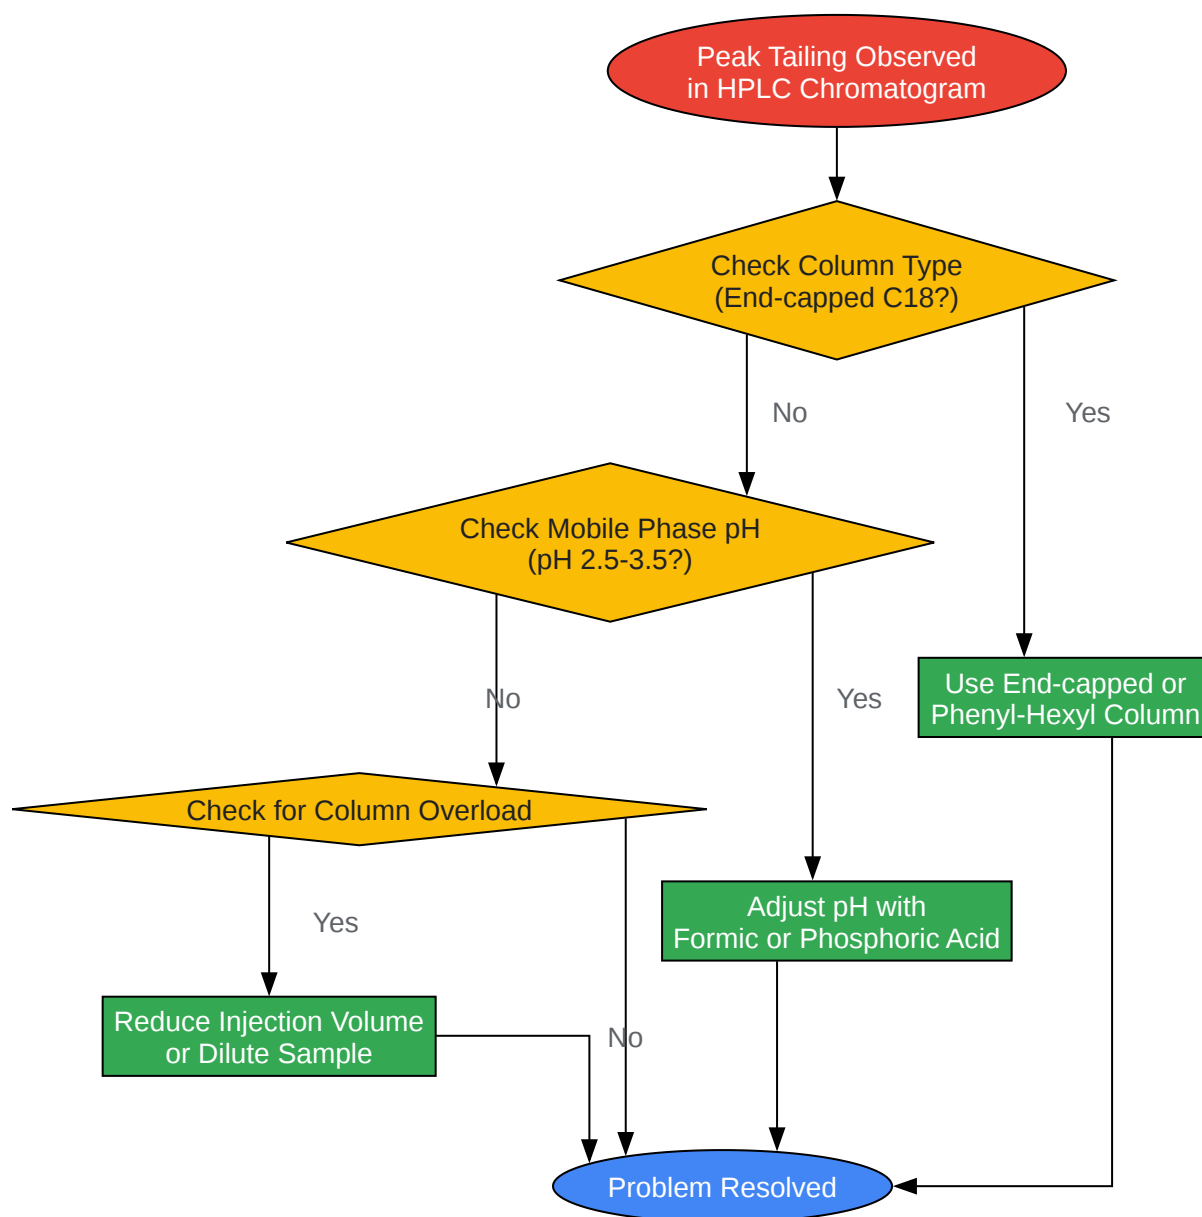 Peak Tailing Observed
in HPLC Chromatogram
Check Column Type
(End-capped C18?)
No
Yes
Check Mobile Phase pH
(pH 2.5-3.5?)
No
Yes
Use End-capped or
Phenyl-Hexyl Column
Check for Column Overload
Yes
Adjust pH with
Formic or Phosphoric Acid
Reduce Injection Volume
or Dilute Sample
No
Problem Resolved